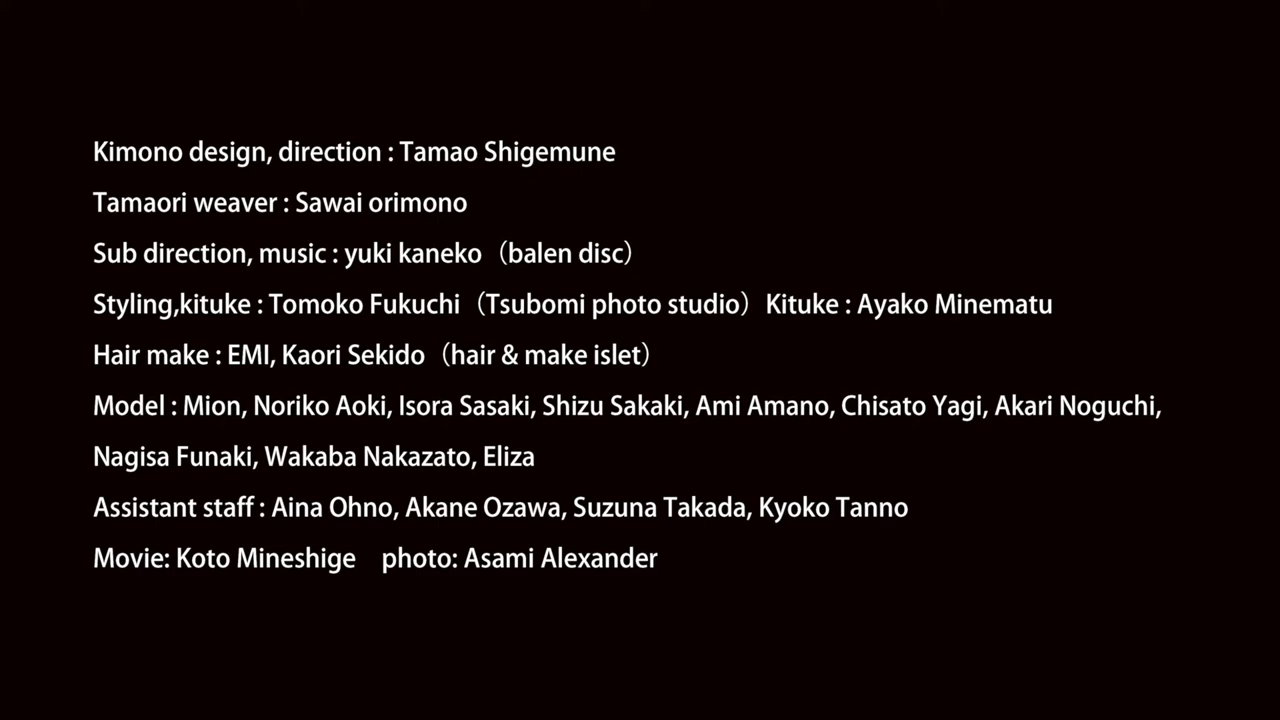 Kimono design, direction : Tamao Shigemune
Tamaori weaver : Sawai orimono
Sub direction, music : yuki kaneko（balen disc）
Styling,kituke : Tomoko Fukuchi（Tsubomi photo studio）Kituke : Ayako Minematu
Hair make : EMI, Kaori Sekido（hair & make islet）
Model : Mion, Noriko Aoki, Isora Sasaki, Shizu Sakaki, Ami Amano, Chisato Yagi, Akari Noguchi,
Nagisa Funaki, Wakaba Nakazato, Eliza
Assistant staff : Aina Ohno, Akane Ozawa, Suzuna Takada, Kyoko Tanno
Movie: Koto Mineshige　photo: Asami Alexander